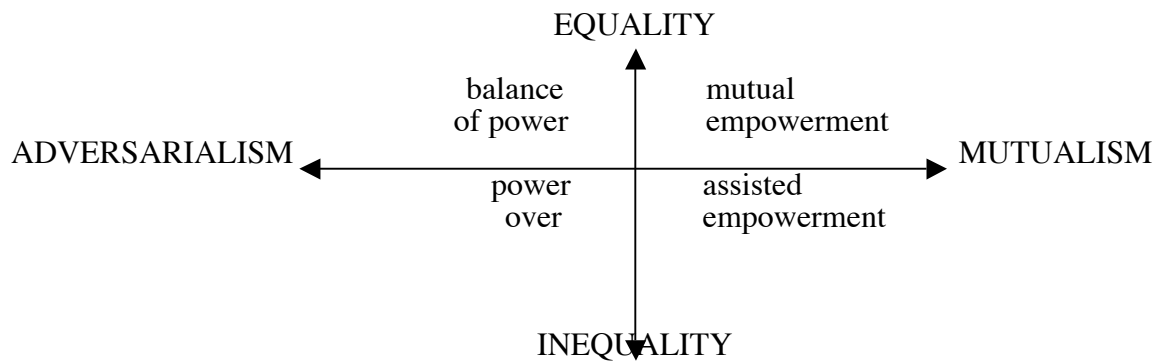 EQUALITY
balance
of power
mutual
empowerment
ADVERSARIALISM
MUTUALISM
power
over
assisted
empowerment
INEQUALITY